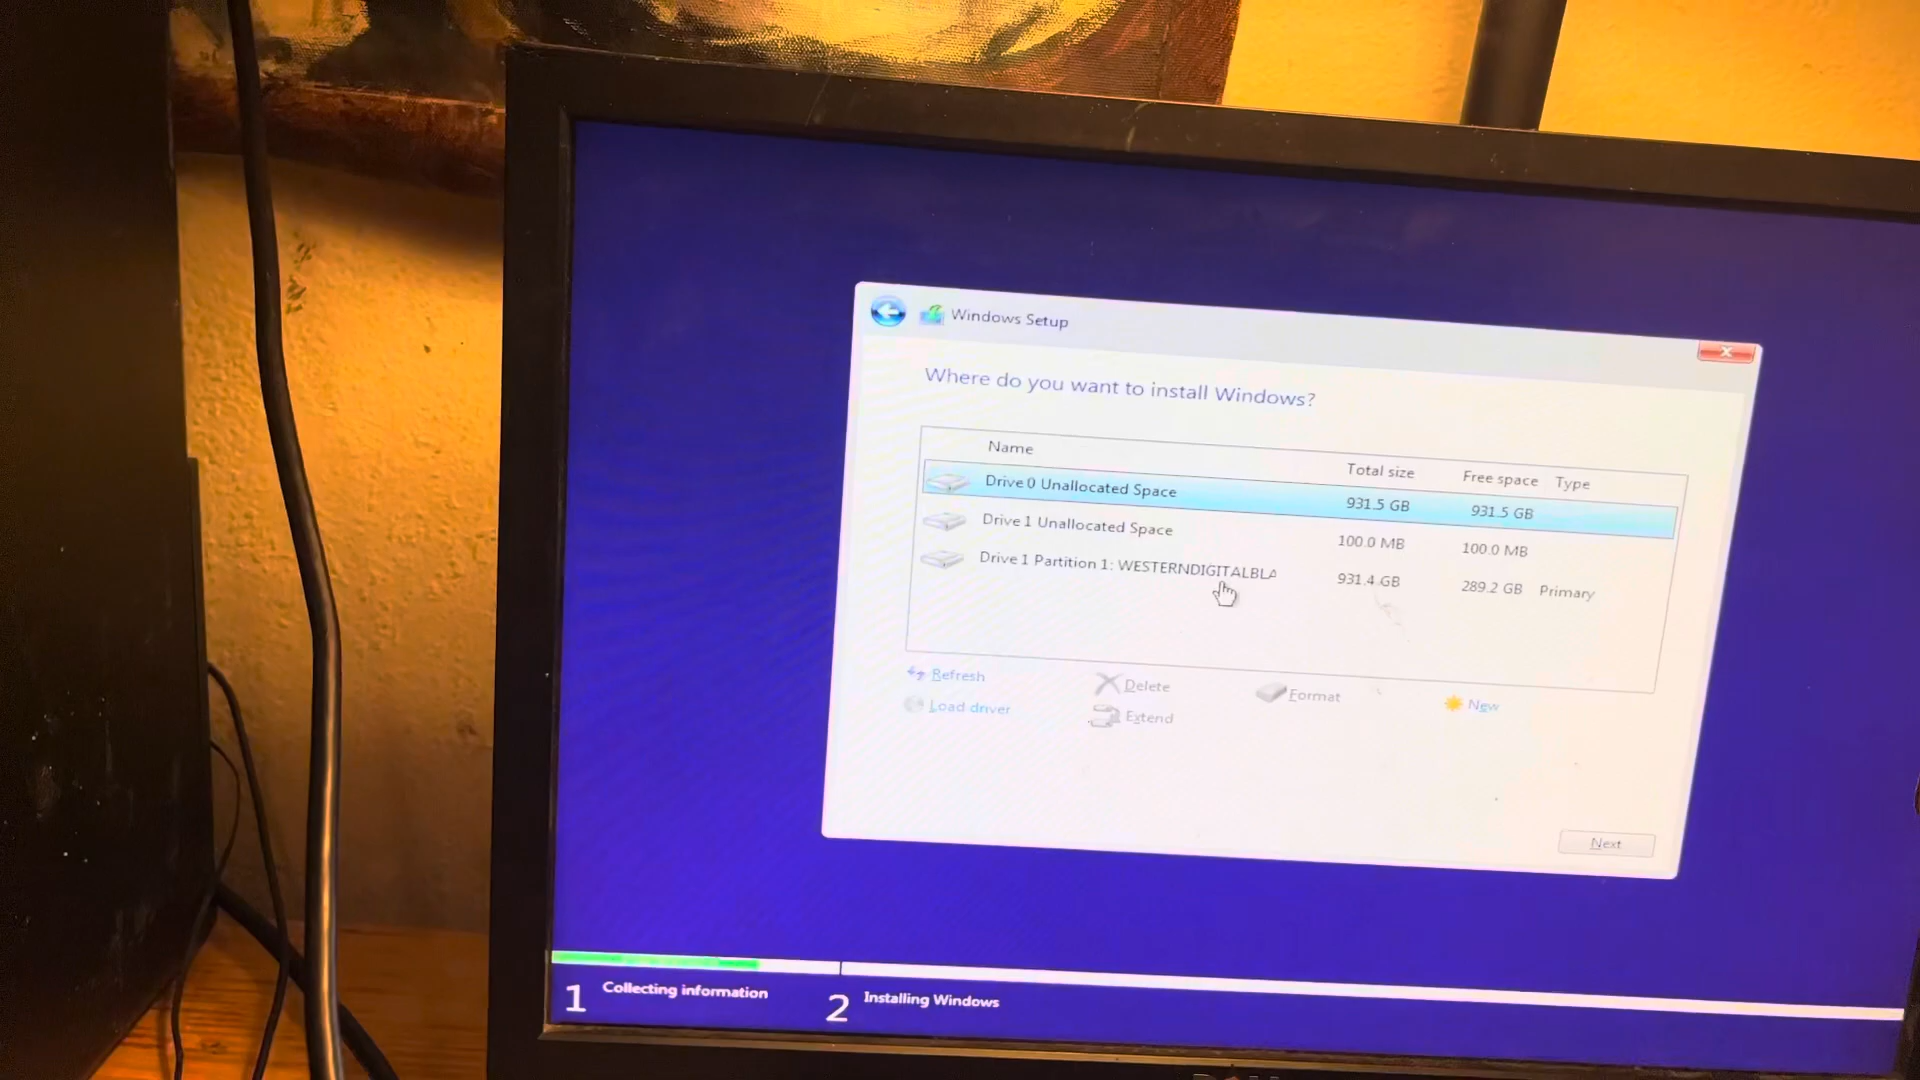 Windows Setup
Where do you want to install Windows?
Name Total size Free space Type
Drive 0 Unallocated Space 931.5 GB 931.5 GB
Drive 1 Unallocated Space 100.0 MB 100.0 MB
Drive 1 Partition 1: WESTERNDIGITALBLA 931.4 GB 289.2 GB Primary
Refresh Delete Format New
Load driver Extend
Next
1 Collecting information 2 Installing Windows